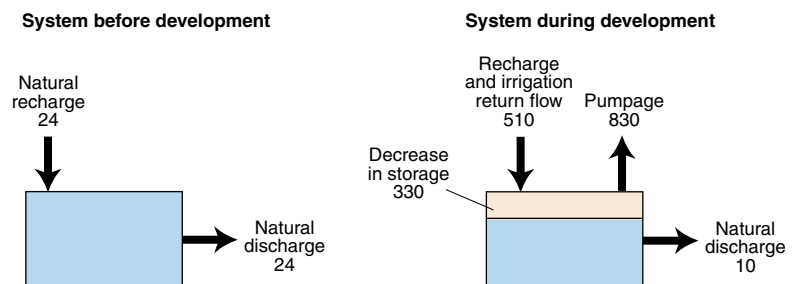 System before development
Natural
recharge
24
Natural
discharge
24
System during development
Recharge
and irrigation
return flow
510
Pumpage
830
Decrease
in storage
330
Natural
discharge
10